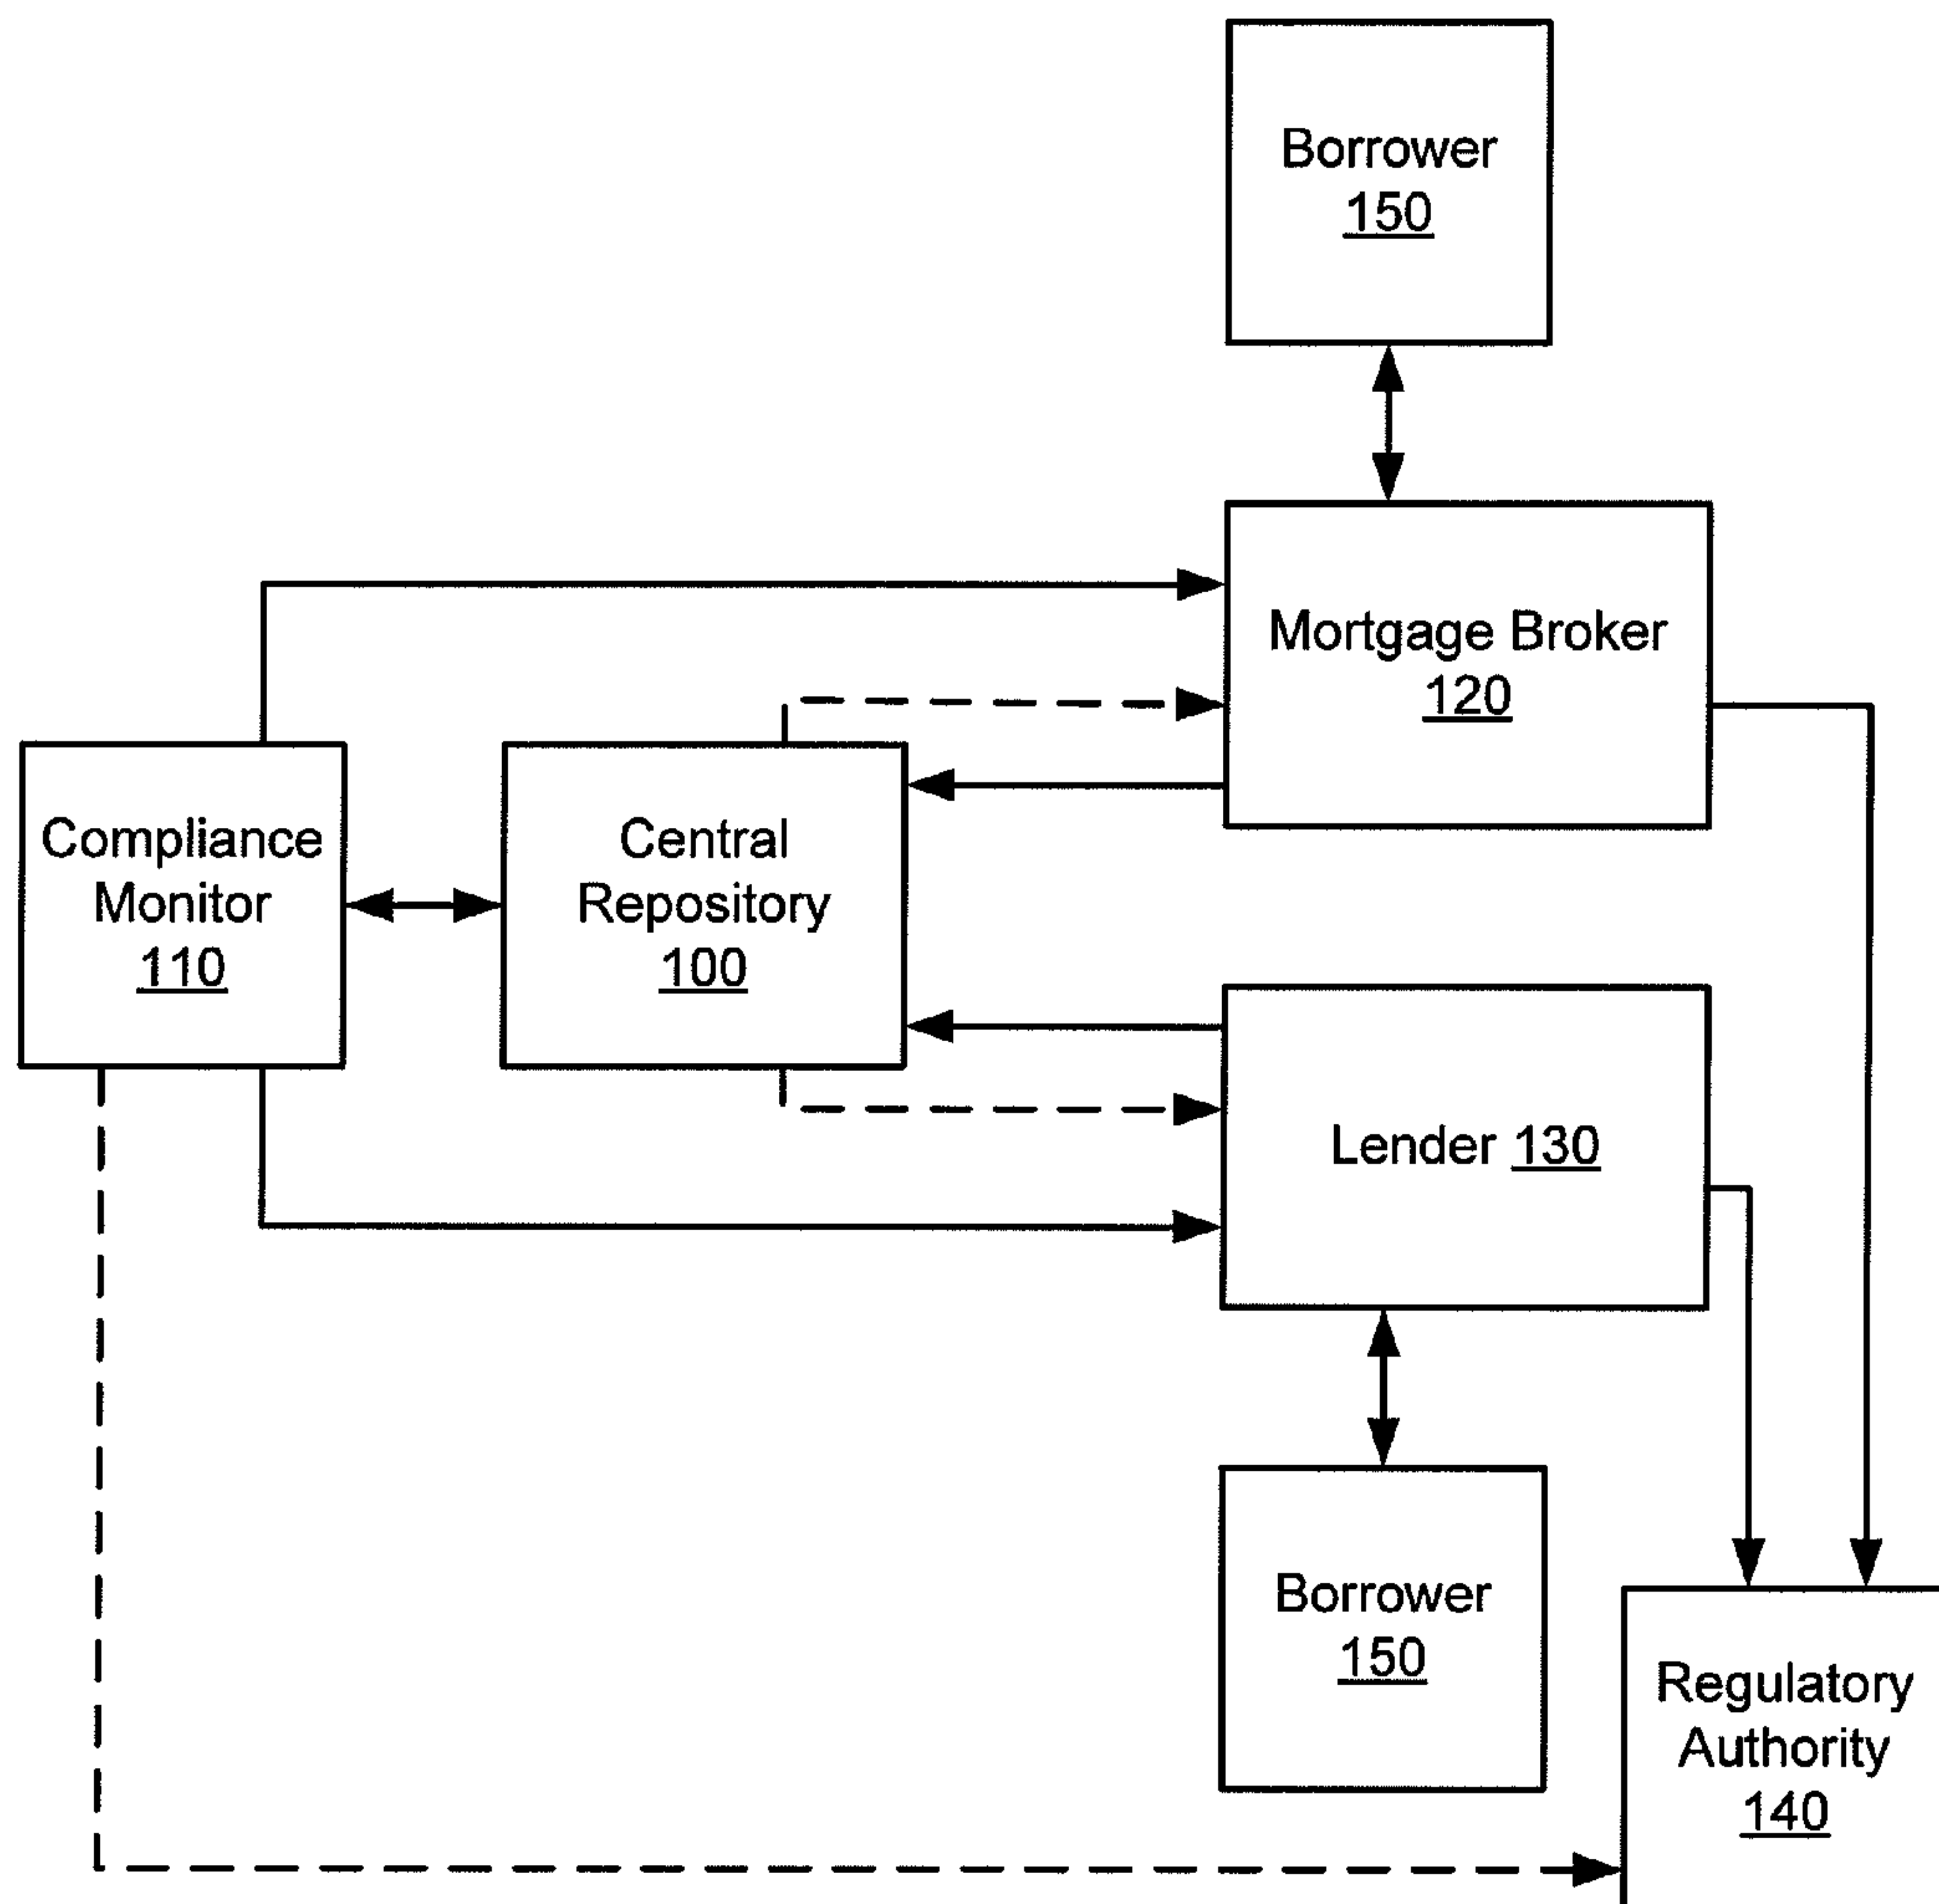 Borrower
150
Mortgage Broker
120
Compliance
Monitor
110
Central
Repository
100
Lender 130
Borrower
150
Regulatory
Authority
140